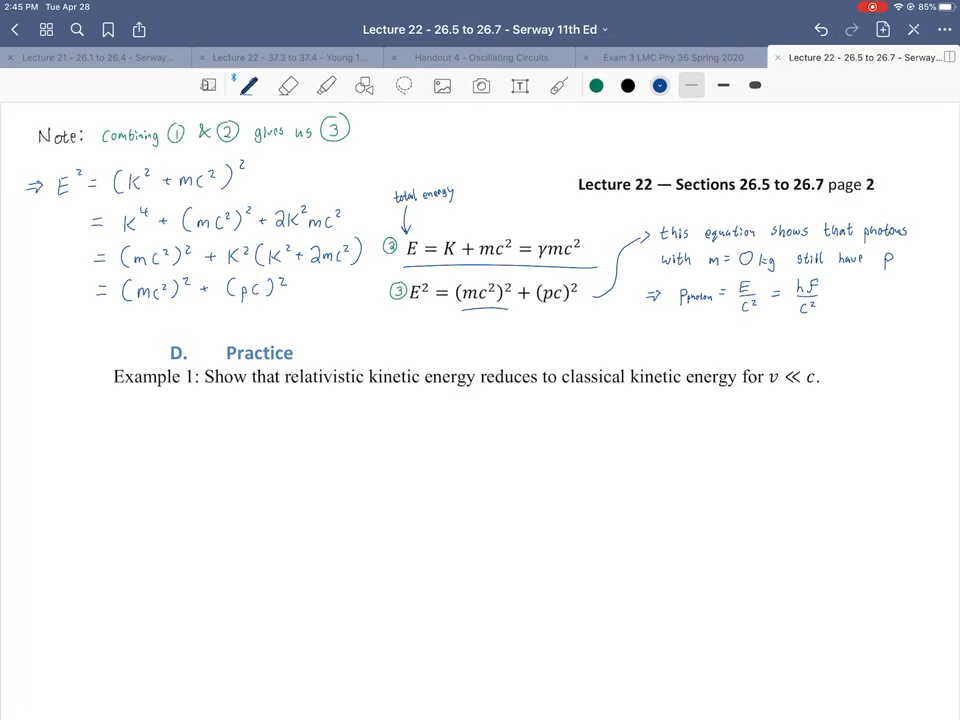 2:45 PM Tue Apr 28
85%
Lecture 22 - 26.5 to 26.7 - Serway 11th Ed
Lecture 21 - 26.1 to 26.4 - Serway...
Lecture 22 - 37.3 to 37.4 - Young 1...
Handout 4 - Oscillating Circuits
Exam 3 LMC Phy 36 Spring 2020
Lecture 22 - 26.5 to 26.7 - Serway...
Note: combining ① & ② gives us ③
⇒ E² = (K² + mc²)²
= K⁴ + (mc²)² + 2K²mc²
= (mc²)² + K²(K² + 2mc²)
= (mc²)² + (pc)²
Lecture 22 — Sections 26.5 to 26.7 page 2
total energy
② E = K + mc² = γmc²
③ E² = (mc²)² + (pc)²
this equation shows that photons
with m = 0 kg still have p
⇒ p_photon = E/c² = hf/c²
D. Practice
Example 1: Show that relativistic kinetic energy reduces to classical kinetic energy for v ≪ c.